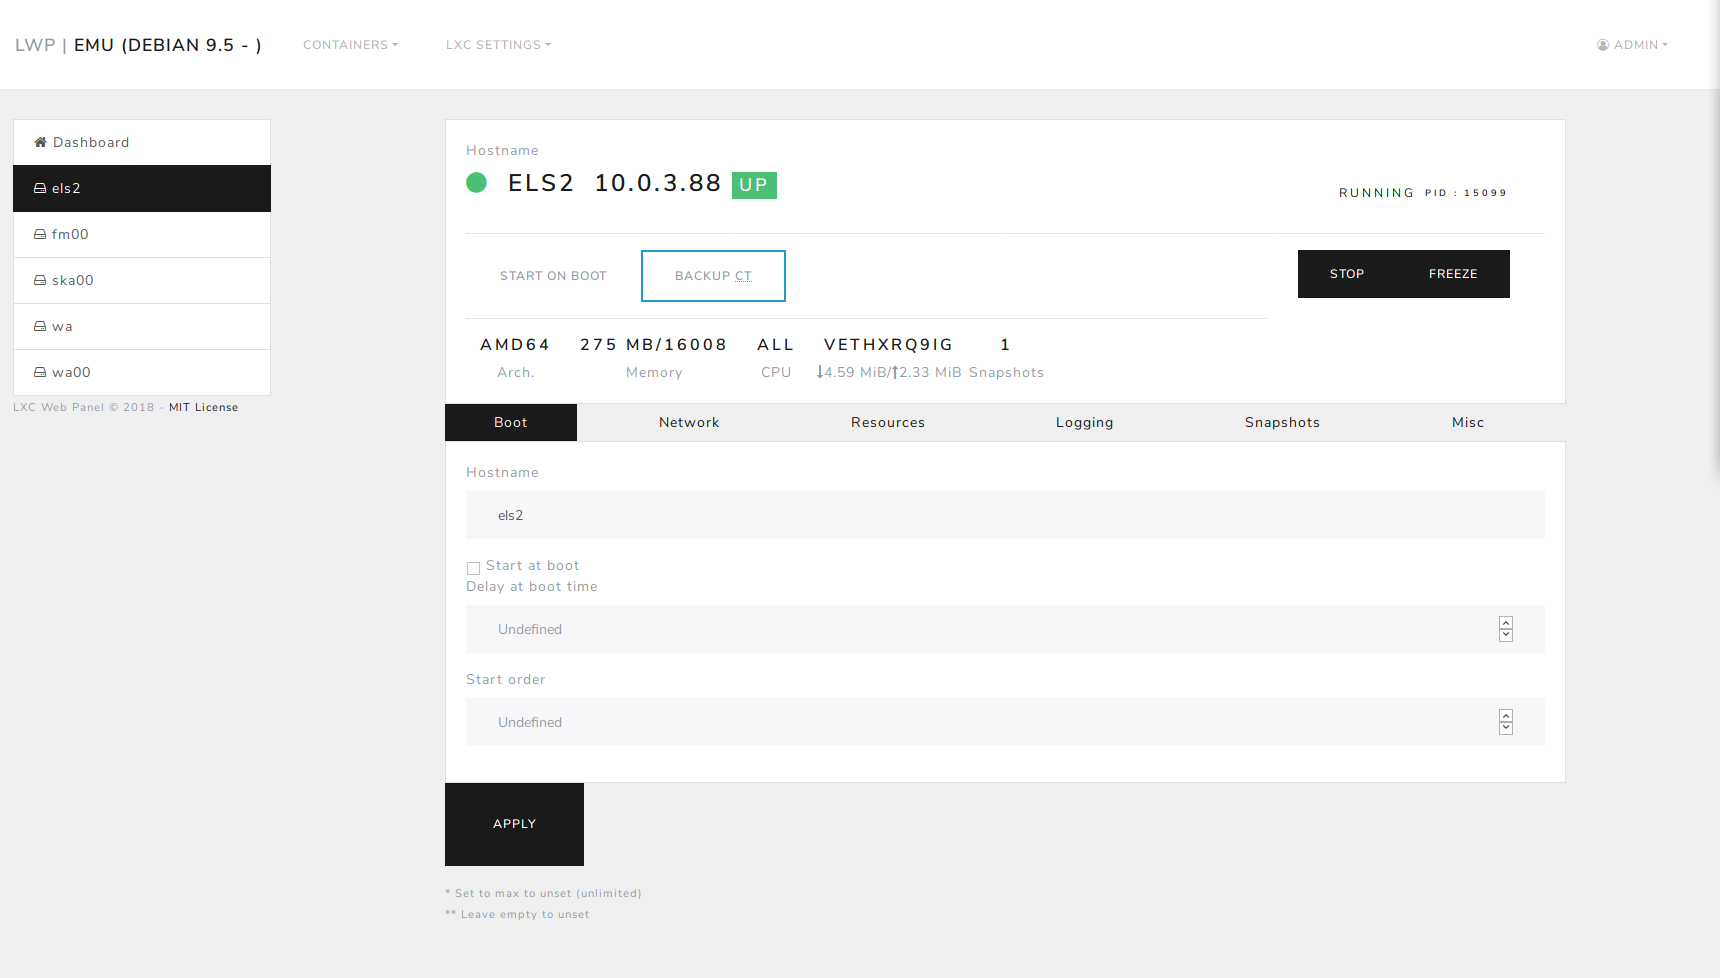 LWP | EMU (DEBIAN 9.5 - )
CONTAINERS
LXC SETTINGS
ADMIN
Dashboard
els2
fm00
ska00
wa
wa00
LXC Web Panel © 2018 - MIT License
Hostname
ELS2 10.0.3.88 UP
RUNNING PID : 15099
START ON BOOT
BACKUP CT
STOP
FREEZE
AMD64 275 MB/16008 ALL VETHXRQ9IG 1
Arch. Memory CPU 4.59 MiB/2.33 MiB Snapshots
Boot Network Resources Logging Snapshots Misc
Hostname
els2
Start at boot
Delay at boot time
Undefined
Start order
Undefined
APPLY
* Set to max to unset (unlimited)
** Leave empty to unset